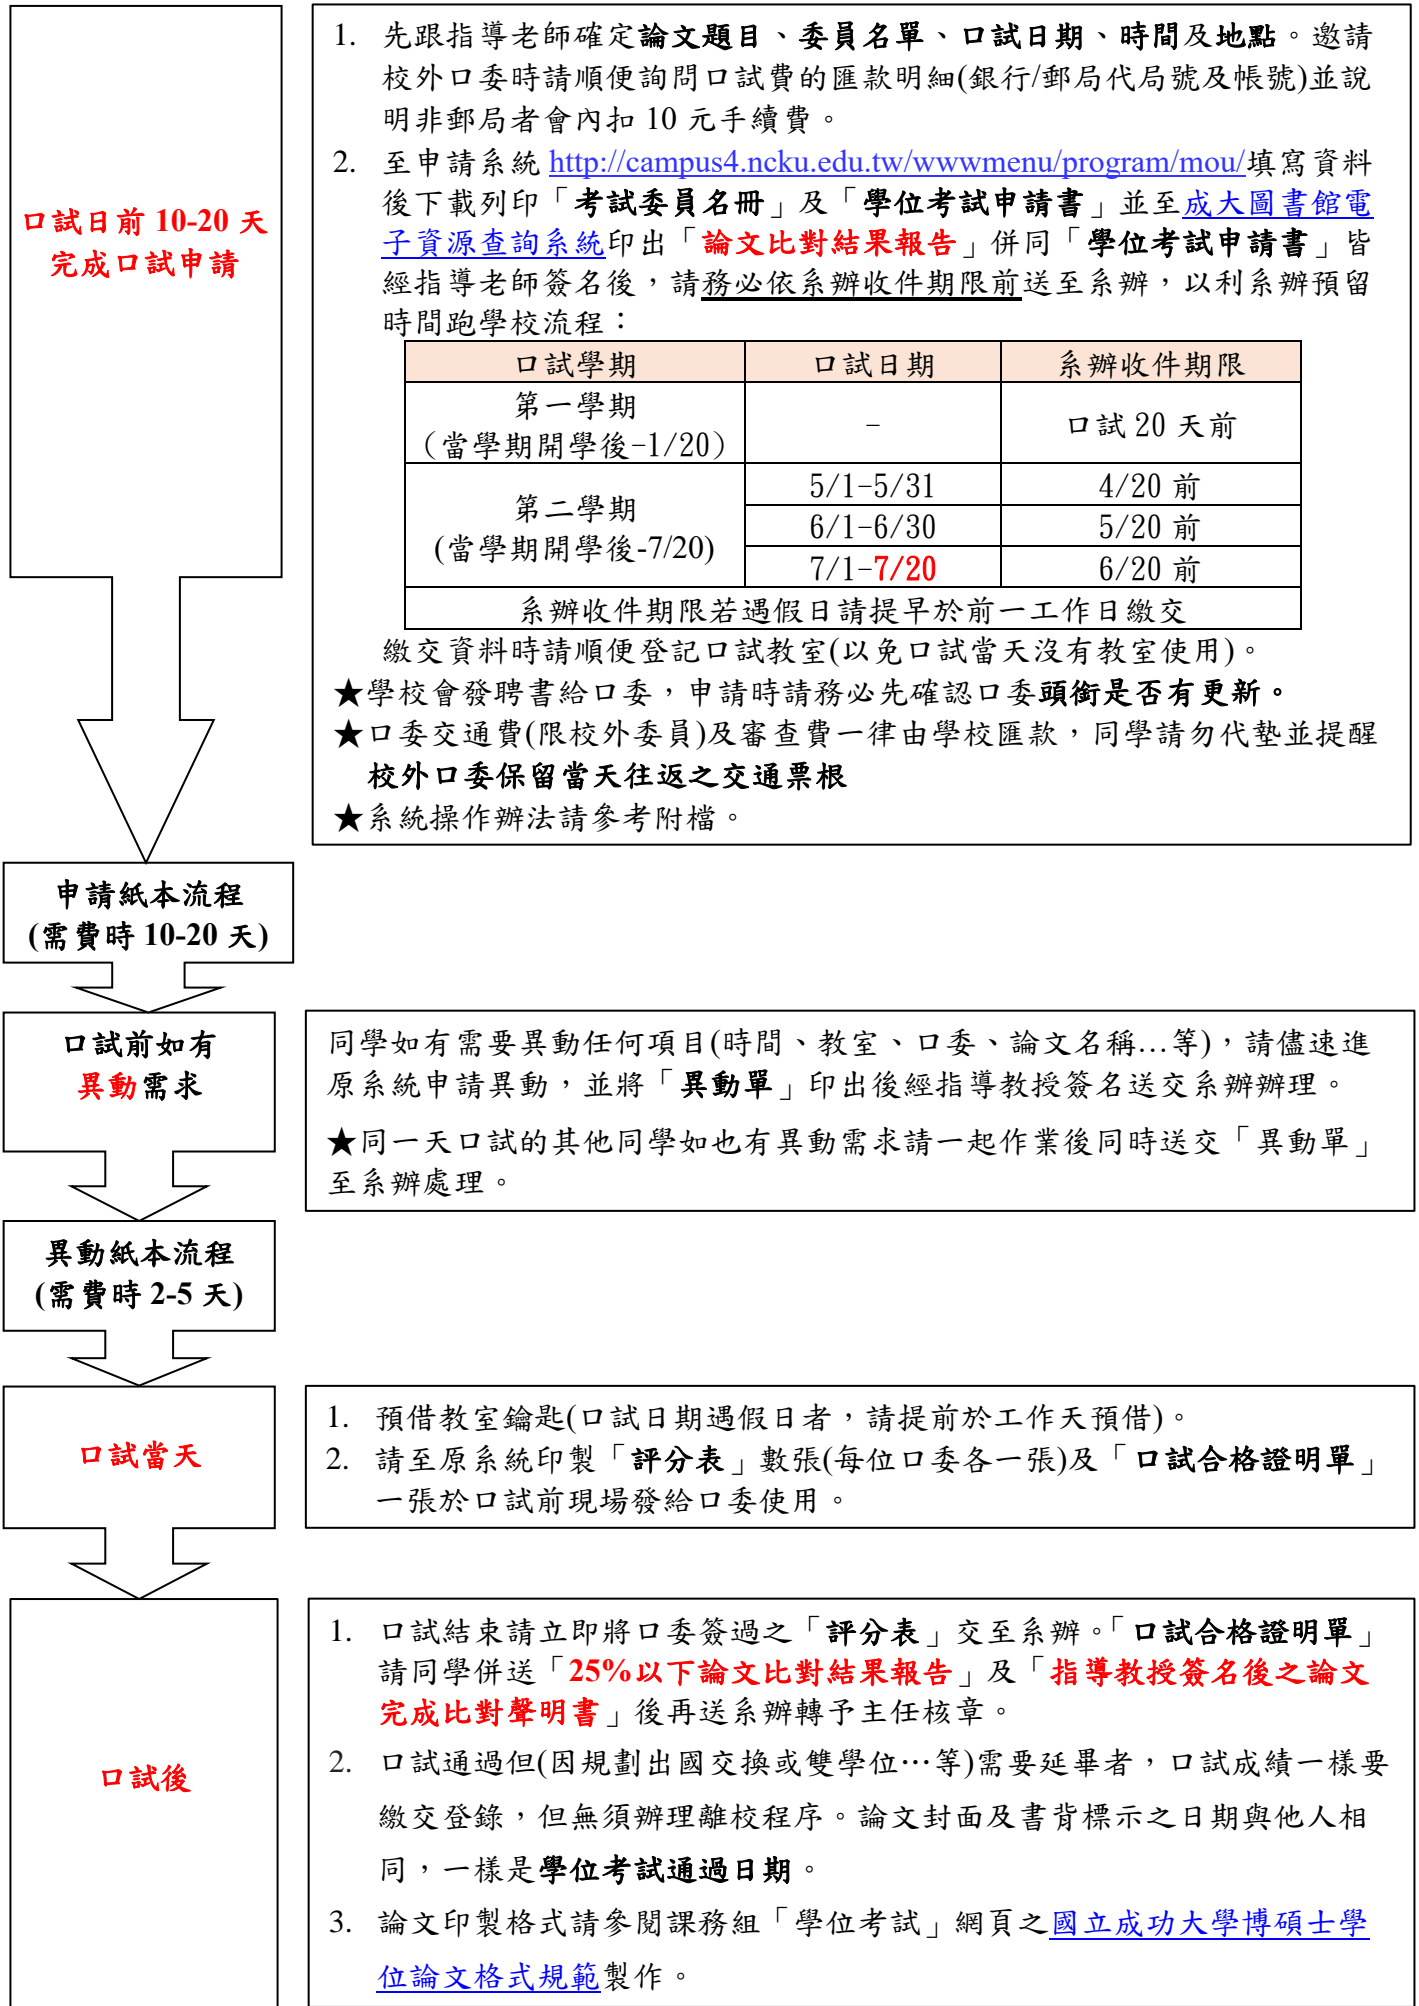 口試日前 10-20 天
完成口試申請
1. 先跟指導老師確定論文題目、委員名單、口試日期、時間及地點。邀請
校外口委時請順便詢問口試費的匯款明細(銀行/郵局代局號及帳號)並說
明非郵局者會內扣 10 元手續費。
2. 至申請系統 http://campus4.ncku.edu.tw/wwwmenu/program/mou/填寫資料
後下載列印「考試委員名冊」及「學位考試申請書」並至成大圖書館電
子資源查詢系統印出「論文比對結果報告」併同「學位考試申請書」皆
經指導老師簽名後，請務必依系辦收件期限前送至系辦，以利系辦預留
時間跑學校流程：
口試學期 口試日期 系辦收件期限
第一學期
（當學期開學後-1/20） - 口試 20 天前
第二學期
(當學期開學後-7/20)
5/1-5/31 4/20 前
6/1-6/30 5/20 前
7/1-7/20 6/20 前
系辦收件期限若遇假日請提早於前一工作日繳交
繳交資料時請順便登記口試教室(以免口試當天沒有教室使用)。
★學校會發聘書給口委，申請時請務必先確認口委頭銜是否有更新。
★口委交通費(限校外委員)及審查費一律由學校匯款，同學請勿代墊並提醒
校外口委保留當天往返之交通票根
★系統操作辦法請參考附檔。
申請紙本流程
(需費時 10-20 天)
口試前如有
異動需求
同學如有需要異動任何項目(時間、教室、口委、論文名稱…等)，請儘速進
原系統申請異動，並將「異動單」印出後經指導教授簽名送交系辦辦理。
★同一天口試的其他同學如也有異動需求請一起作業後同時送交「異動單」
至系辦處理。
異動紙本流程
(需費時 2-5 天)
口試當天
1. 預借教室鑰匙(口試日期遇假日者，請提前於工作天預借)。
2. 請至原系統印製「評分表」數張(每位口委各一張)及「口試合格證明單」
一張於口試前現場發給口委使用。
口試後
1. 口試結束請立即將口委簽過之「評分表」交至系辦。「口試合格證明單」
請同學併送「25%以下論文比對結果報告」及「指導教授簽名後之論文
完成比對聲明書」後再送系辦轉予主任核章。
2. 口試通過但(因規劃出國交換或雙學位…等)需要延畢者，口試成績一樣要
繳交登錄，但無須辦理離校程序。論文封面及書背標示之日期與他人相
同，一樣是學位考試通過日期。
3. 論文印製格式請參閱課務組「學位考試」網頁之國立成功大學博碩士學
位論文格式規範製作。